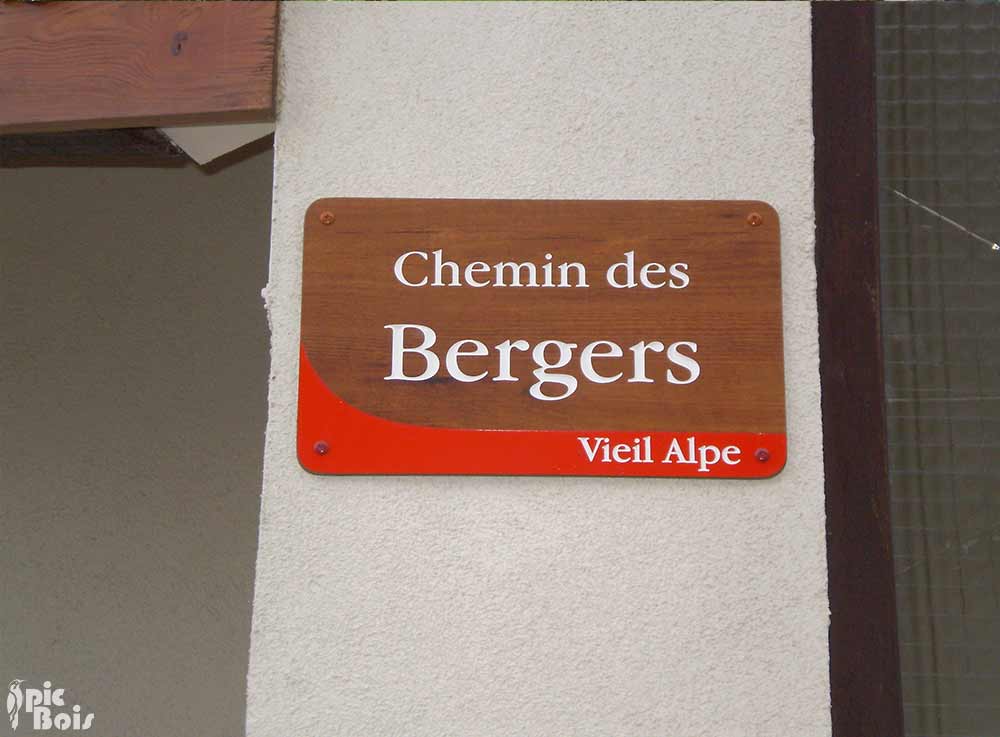 Chemin des
Bergers
Vieil Alpe
pic
Bois